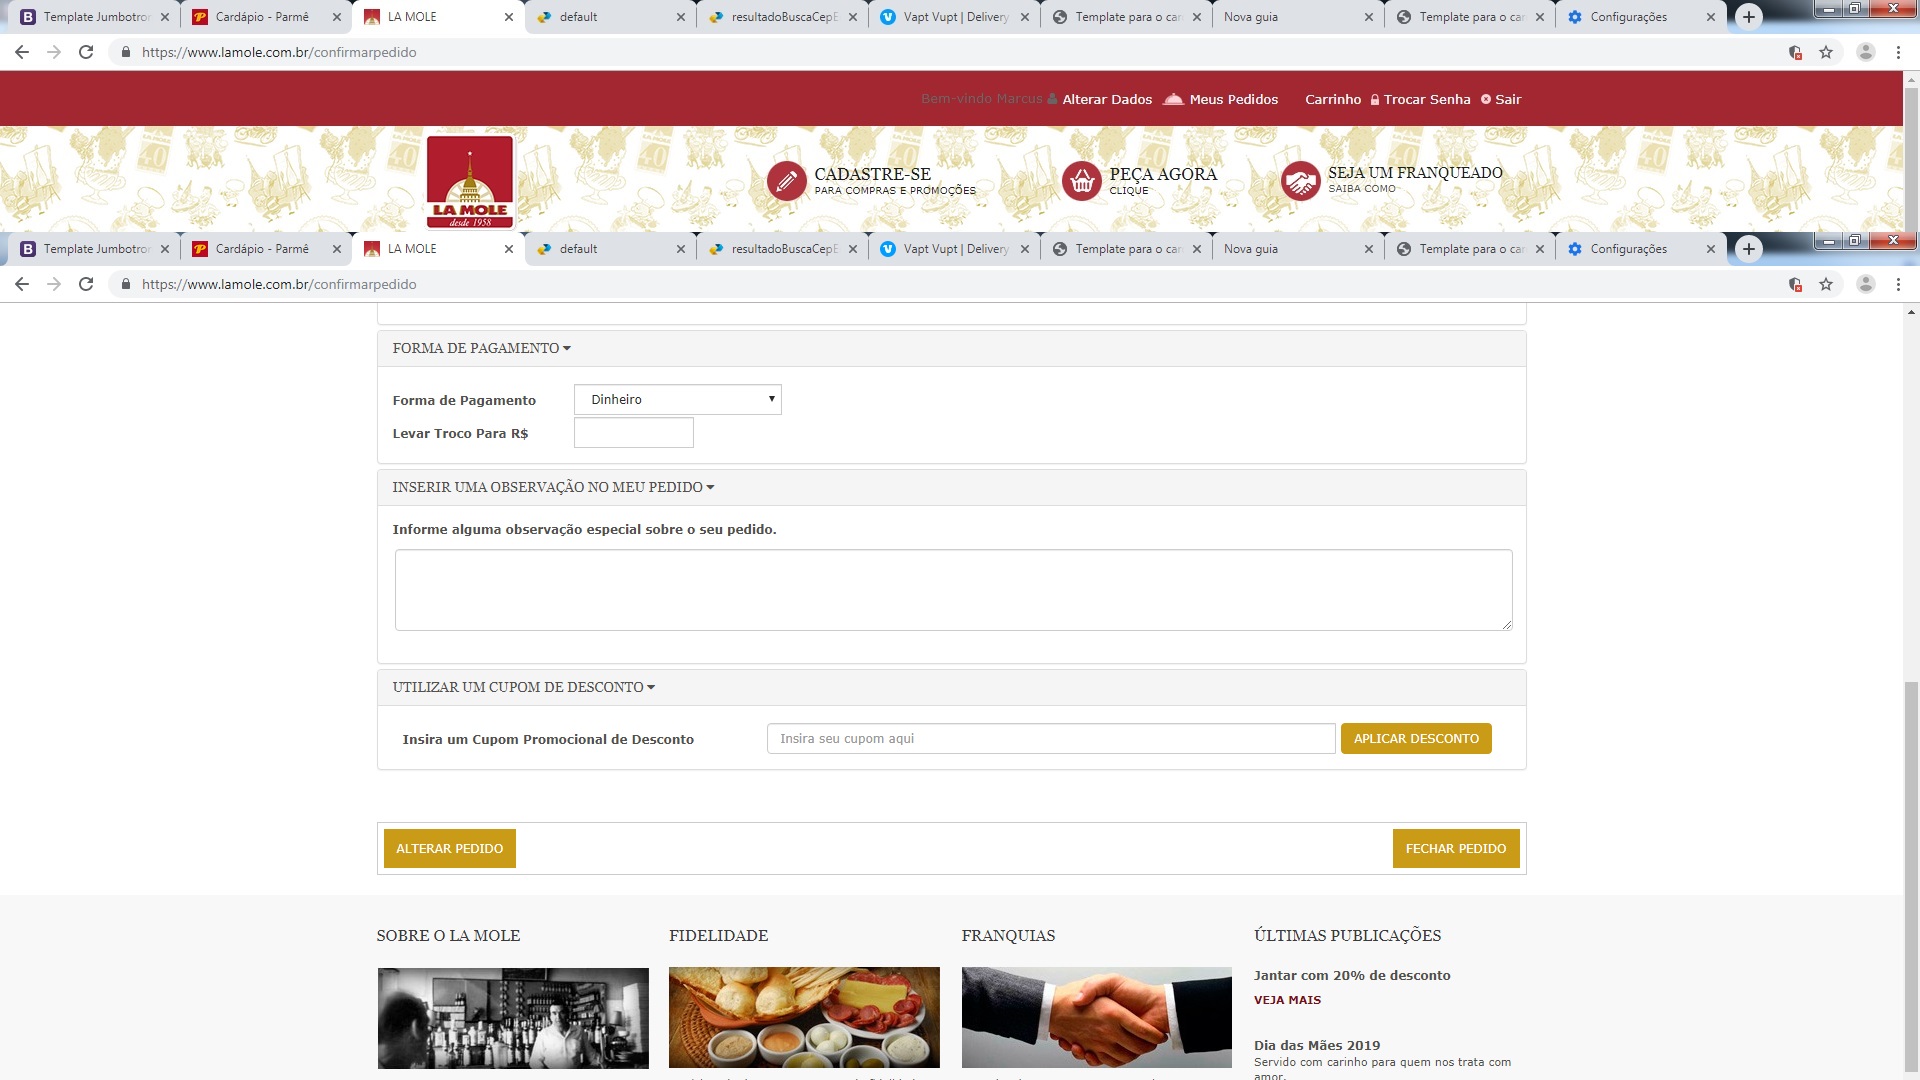 Template Jumbotron
Cardápio - Parmê
LA MOLE
default
resultadoBuscaCepE
Vapt Vupt | Delivery
Template para o car
Nova guia
Template para o car
Configurações
https://www.lamole.com.br/confirmarpedido
Bem-vindo Marcus
Alterar Dados
Meus Pedidos
Carrinho
Trocar Senha
Sair
LA MOLE
desde 1958
CADASTRE-SE
PARA COMPRAS E PROMOÇÕES
PEÇA AGORA
CLIQUE
SEJA UM FRANQUEADO
SAIBA COMO
Template Jumbotron
Cardápio - Parmê
LA MOLE
default
resultadoBuscaCepE
Vapt Vupt | Delivery
Template para o car
Nova guia
Template para o car
Configurações
https://www.lamole.com.br/confirmarpedido
FORMA DE PAGAMENTO
Forma de Pagamento
Dinheiro
Levar Troco Para R$
INSERIR UMA OBSERVAÇÃO NO MEU PEDIDO
Informe alguma observação especial sobre o seu pedido.
UTILIZAR UM CUPOM DE DESCONTO
Insira um Cupom Promocional de Desconto
Insira seu cupom aqui
APLICAR DESCONTO
ALTERAR PEDIDO
FECHAR PEDIDO
SOBRE O LA MOLE
FIDELIDADE
FRANQUIAS
ÚLTIMAS PUBLICAÇÕES
Jantar com 20% de desconto
VEJA MAIS
Dia das Mães 2019
Servido com carinho para quem nos trata com
amor.